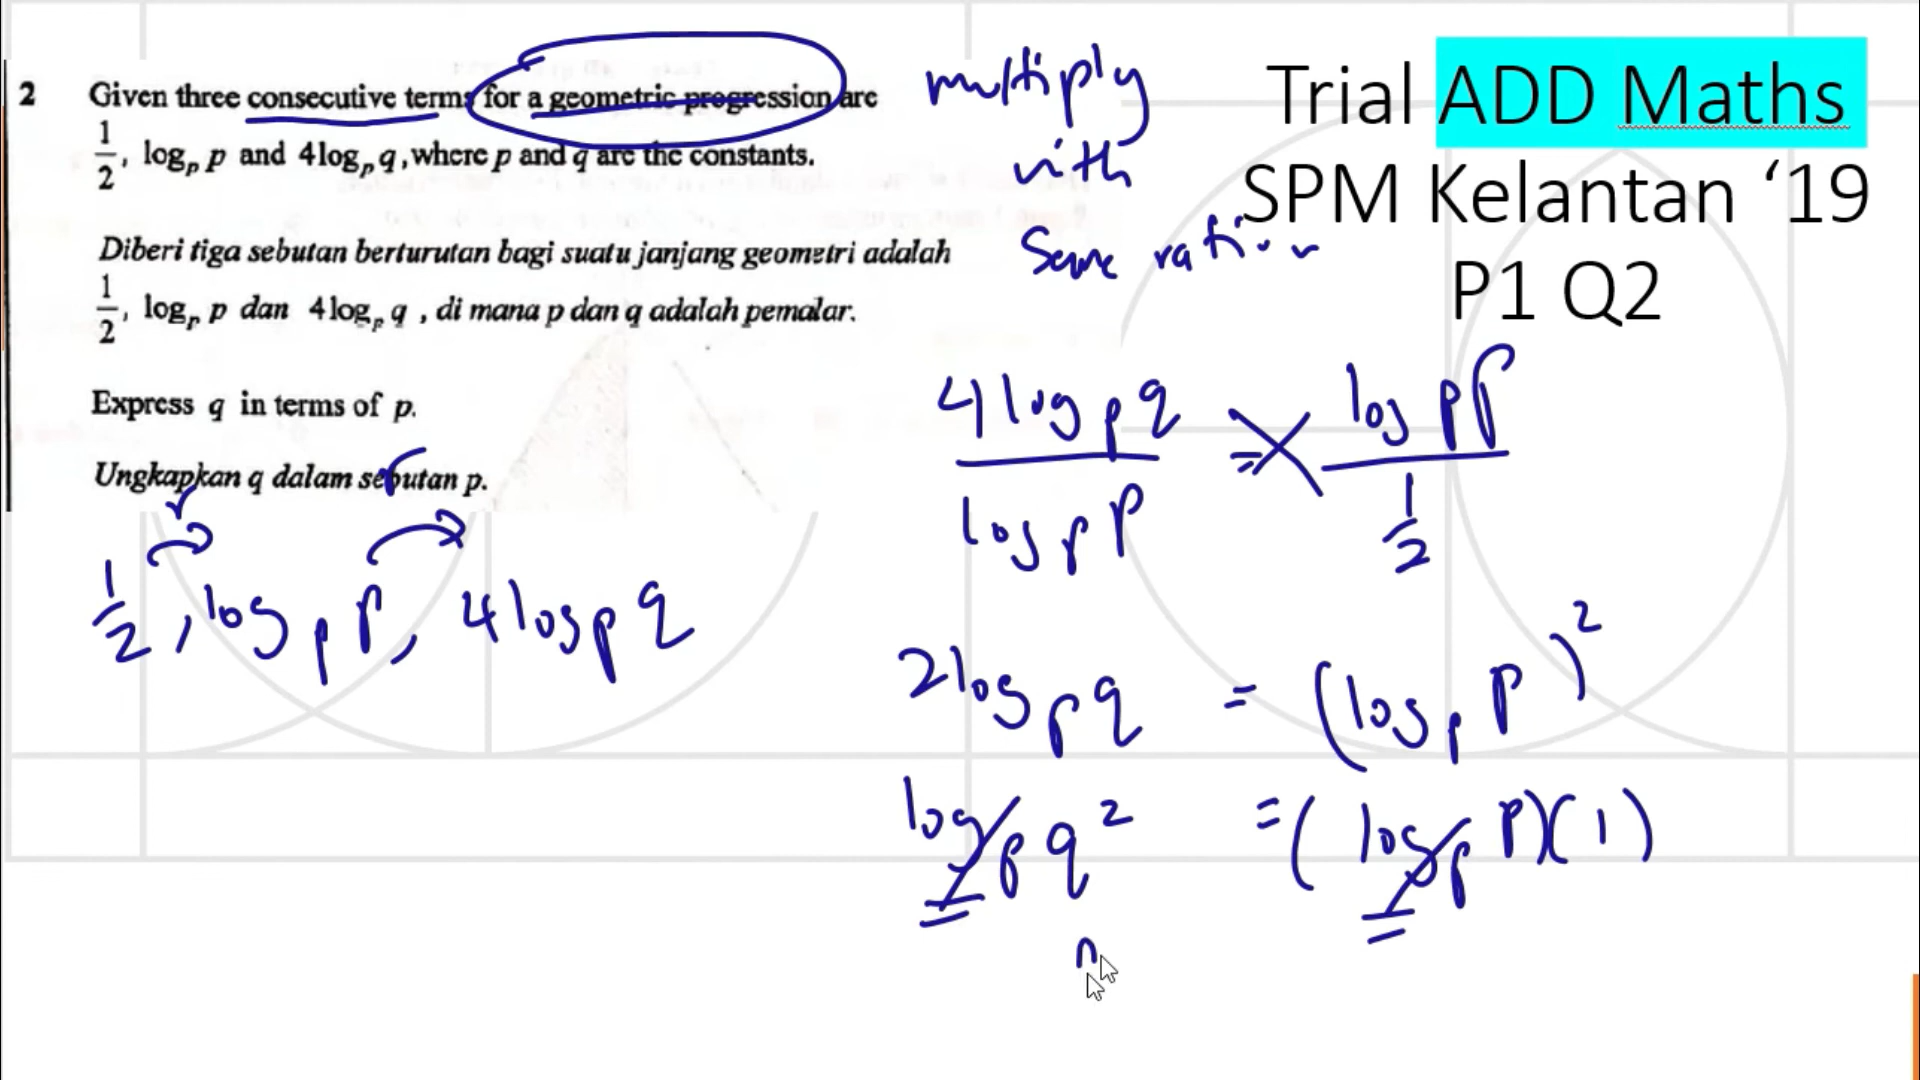 2 Given three consecutive terms for a geometric progression are
1/2, log_p p and 4log_p q, where p and q are the constants.
Diberi tiga sebutan berturutan bagi suatu janjang geometri adalah
1/2, log_p p dan 4log_p q , di mana p dan q adalah pemalar.
Express q in terms of p.
Ungkapkan q dalam sebutan p.
r r
1/2, log_p p, 4log_p q
multiply
with
Same ratio r
Trial ADD Maths
SPM Kelantan ‘19
P1 Q2
4log_p q / log_p p = log_p p / 1/2
2log_p q = (log_p p)^2
log_p q^2 = (log_p p)(1)